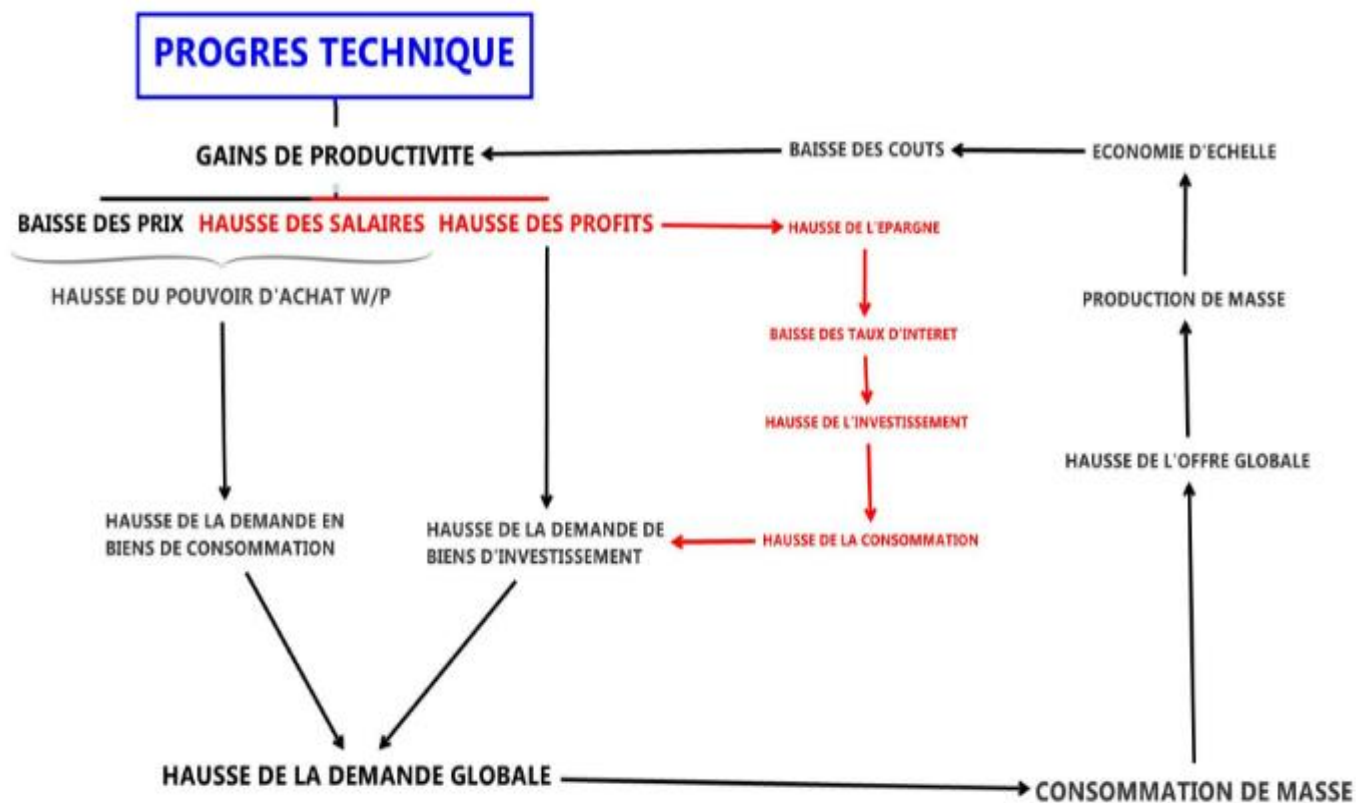 PROGRES TECHNIQUE
GAINS DE PRODUCTIVITE
BAISSE DES COUTS
ECONOMIE D'ECHELLE
BAISSE DES PRIX HAUSSE DES SALAIRES HAUSSE DES PROFITS
HAUSSE DE L'EPARGNE
HAUSSE DU POUVOIR D'ACHAT W/P
PRODUCTION DE MASSE
BAISSE DES TAUX D'INTERET
HAUSSE DE L'INVESTISSEMENT
HAUSSE DE L'OFFRE GLOBALE
HAUSSE DE LA DEMANDE EN
BIENS DE CONSOMMATION
HAUSSE DE LA DEMANDE DE
BIENS D'INVESTISSEMENT
HAUSSE DE LA CONSOMMATION
HAUSSE DE LA DEMANDE GLOBALE
CONSOMMATION DE MASSE